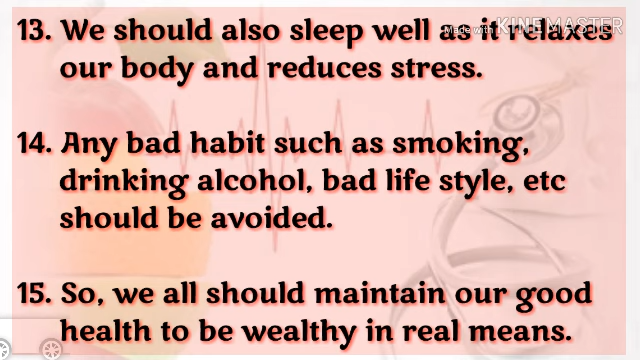 Made with KINEMASTER
13. We should also sleep well as it relaxes
our body and reduces stress.
14. Any bad habit such as smoking,
drinking alcohol, bad life style, etc
should be avoided.
15. So, we all should maintain our good
health to be wealthy in real means.